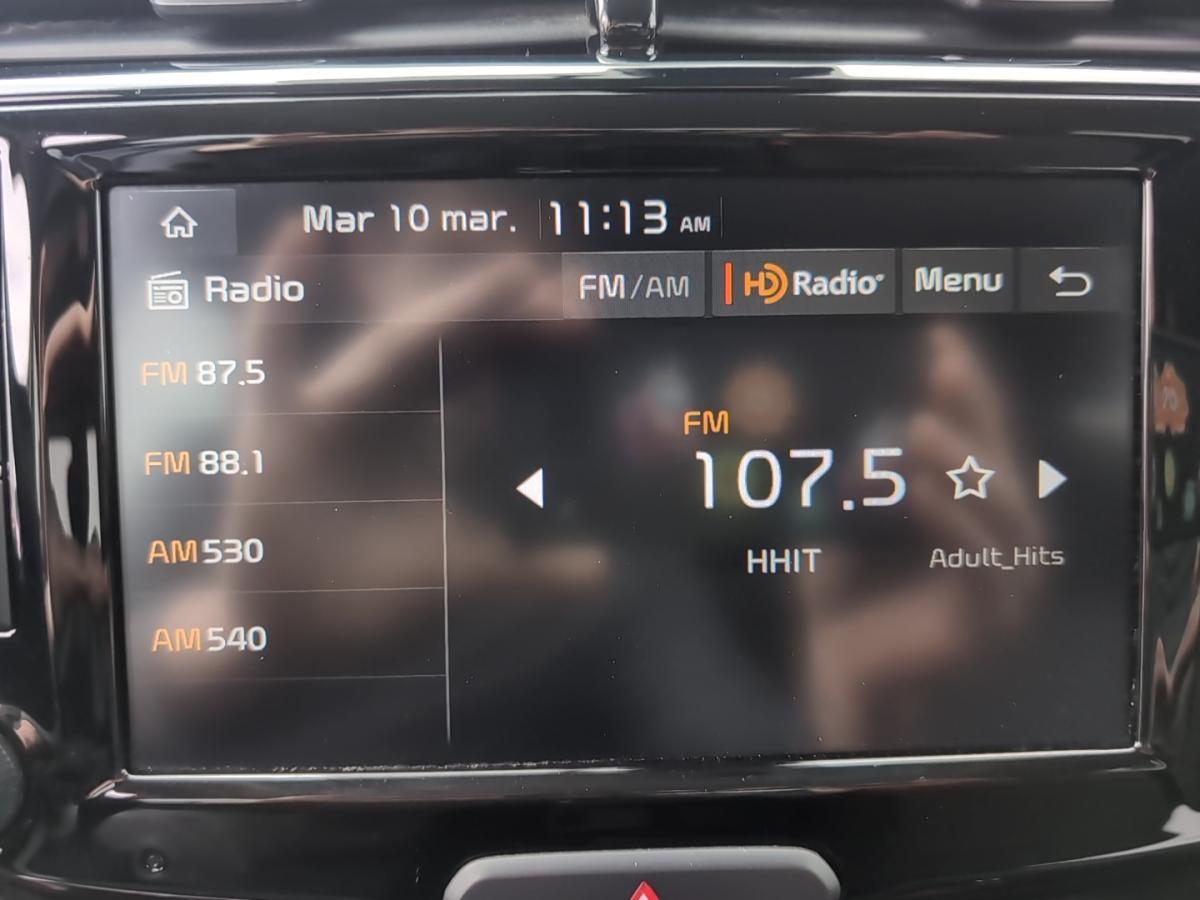 Mar 10 mar. 11:13 AM
Radio FM/AM HD Radio® Menu
FM 87.5
FM 88.1
AM 530
AM 540
FM
107.5
HHIT Adult_Hits